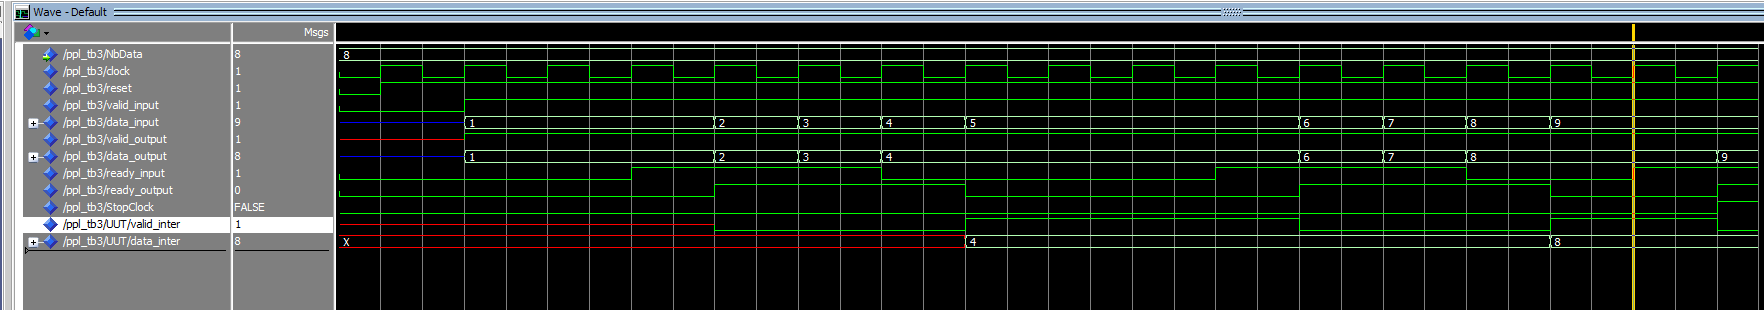 Wave - Default
Msgs
/ppl_tb3/NbData 8 8
/ppl_tb3/clock 1
/ppl_tb3/reset 1
/ppl_tb3/valid_input 1
/ppl_tb3/data_input 9 1 2 3 4 5 6 7 8 9
/ppl_tb3/valid_output 1
/ppl_tb3/data_output 8 1 2 3 4 6 7 8 9
/ppl_tb3/ready_input 1
/ppl_tb3/ready_output 0
/ppl_tb3/StopClock FALSE
/ppl_tb3/UUT/valid_inter 1
/ppl_tb3/UUT/data_inter 8 X 4 8